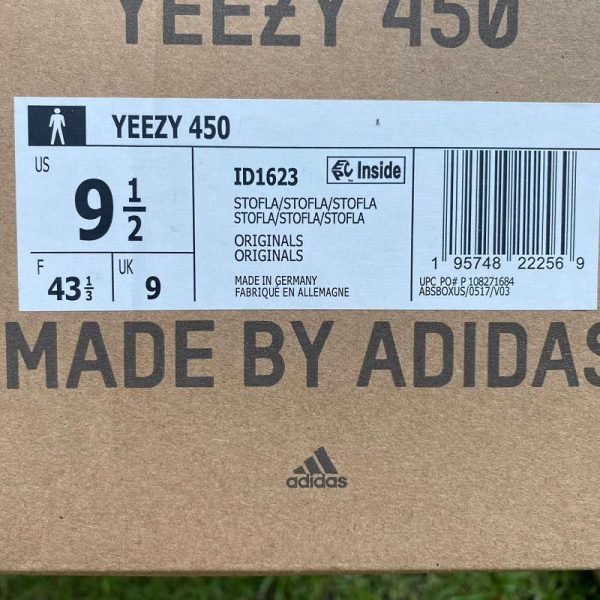 YEEZY 450
YEEZY 450
US
9 1/2
F
43 1/3
UK
9
ID1623
EFC™ Inside
STOFLA/STOFLA/STOFLA
STOFLA/STOFLA/STOFLA
ORIGINALS
ORIGINALS
MADE IN GERMANY
FABRIQUÉ EN ALLEMAGNE
1 95748 22256 9
UPC PO# P 108271684
ABSBOXUS/0517/V03
MADE BY ADIDAS
adidas